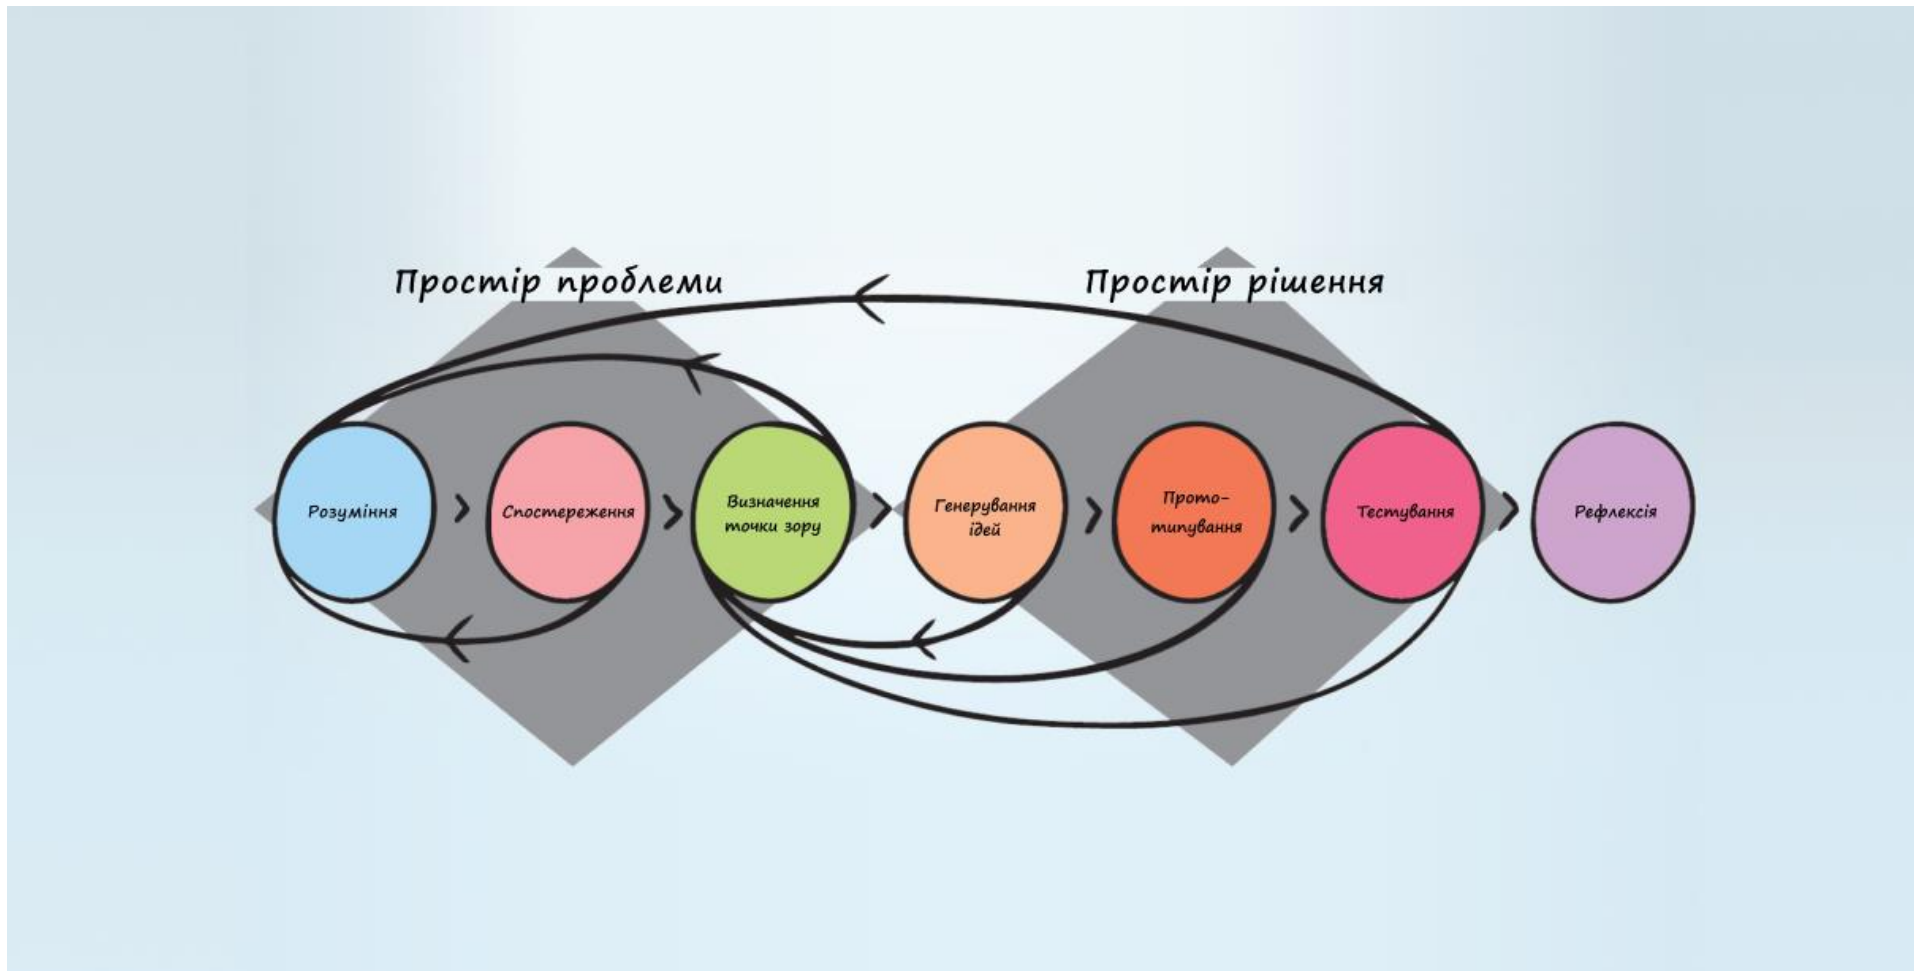 Простір проблеми
Простір рішення
Розуміння
Спостереження
Визначення
точки зору
Генерування
ідей
Прото-
типування
Тестування
Рефлексія